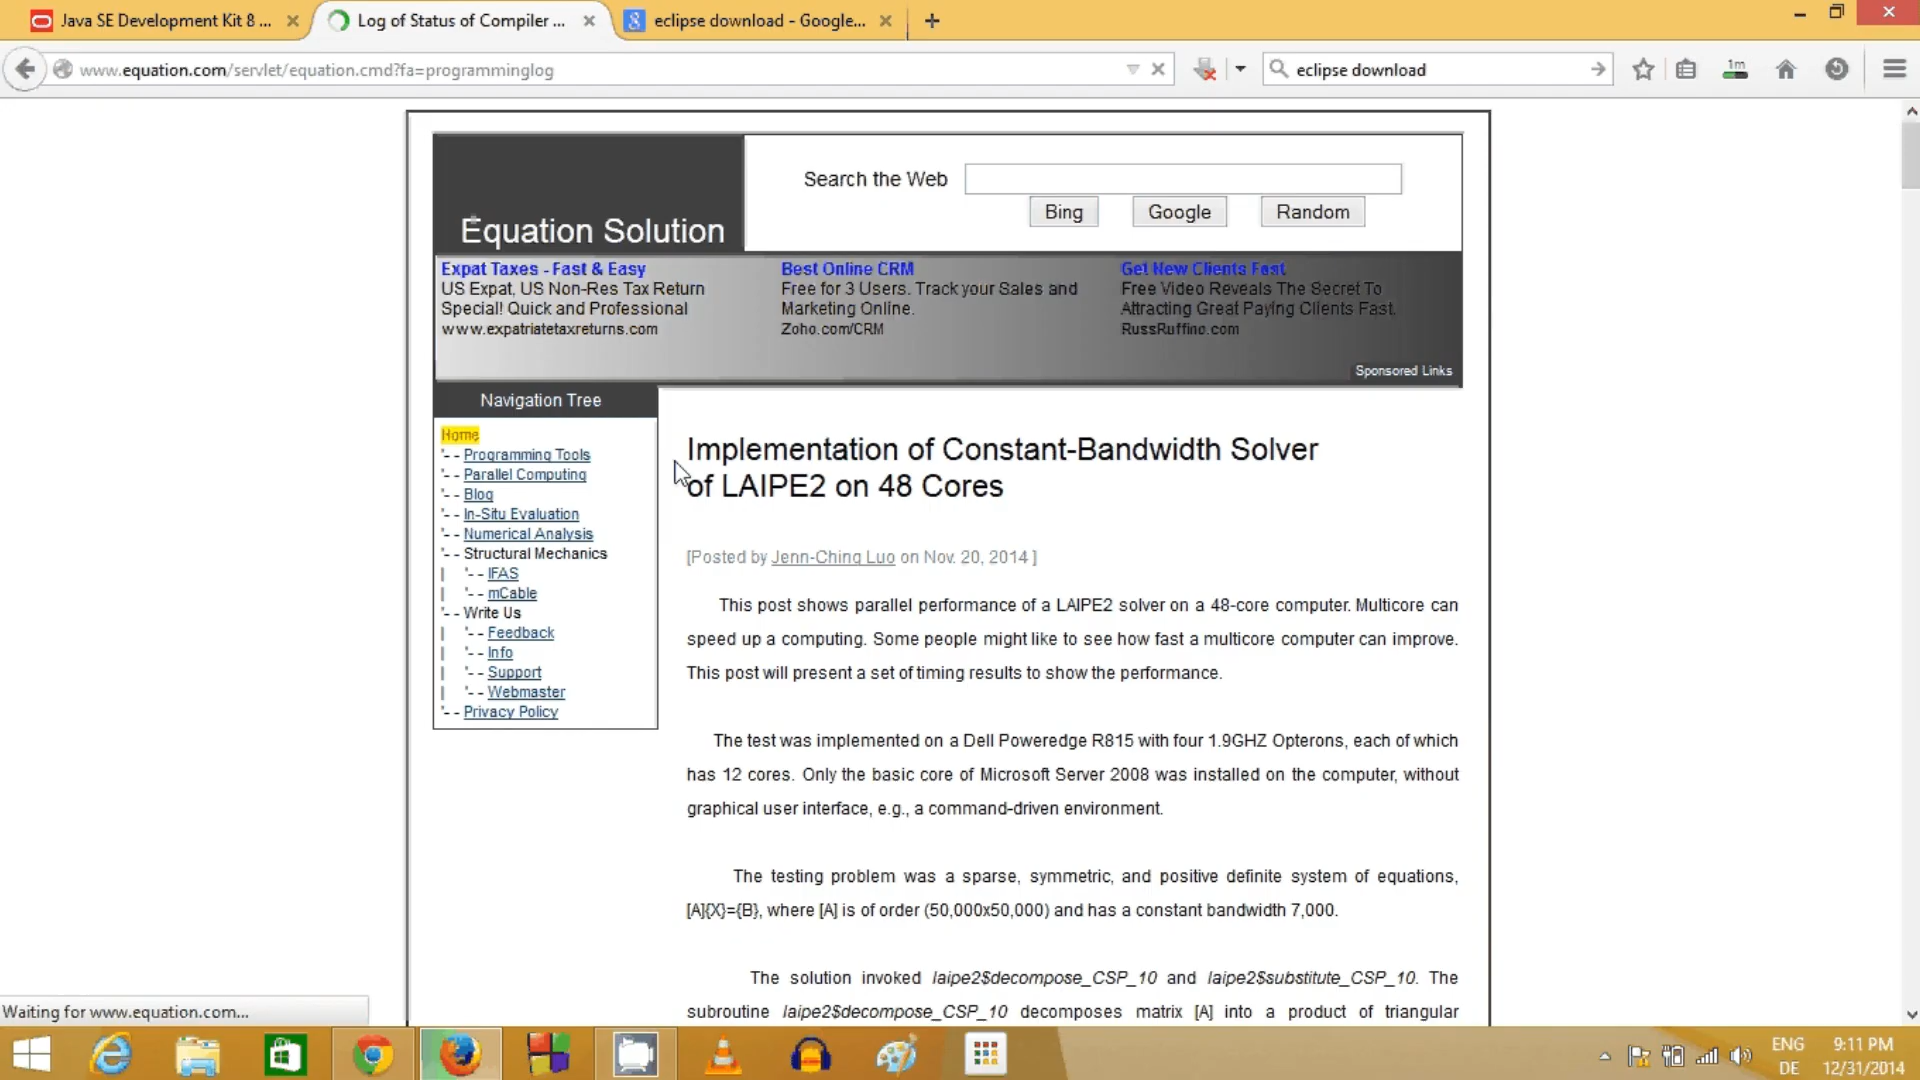 Java SE Development Kit 8 ...
Log of Status of Compiler ...
eclipse download - Google...
www.equation.com/servlet/equation.cmd?fa=programminglog
eclipse download
1m
Equation Solution
Search the Web
Bing
Google
Random
Expat Taxes - Fast & Easy
US Expat, US Non-Res Tax Return
Special! Quick and Professional
www.expatriatetaxreturns.com
Best Online CRM
Free for 3 Users. Track your Sales and
Marketing Online.
Zoho.com/CRM
Get New Clients Fast
Free Video Reveals The Secret To
Attracting Great Paying Clients Fast.
RussRuffino.com
Sponsored Links
Navigation Tree
Home
'- - Programming Tools
'- - Parallel Computing
'- - Blog
'- - In-Situ Evaluation
'- - Numerical Analysis
'- - Structural Mechanics
| '- - IFAS
| '- - mCable
'- - Write Us
| '- - Feedback
| '- - Info
| '- - Support
| '- - Webmaster
'- - Privacy Policy
Implementation of Constant-Bandwidth Solver
of LAIPE2 on 48 Cores
[Posted by Jenn-Ching Luo on Nov. 20, 2014 ]
This post shows parallel performance of a LAIPE2 solver on a 48-core computer. Multicore can
speed up a computing. Some people might like to see how fast a multicore computer can improve.
This post will present a set of timing results to show the performance.
The test was implemented on a Dell Poweredge R815 with four 1.9GHZ Opterons, each of which
has 12 cores. Only the basic core of Microsoft Server 2008 was installed on the computer, without
graphical user interface, e.g., a command-driven environment.
The testing problem was a sparse, symmetric, and positive definite system of equations,
[A]{X}={B}, where [A] is of order (50,000x50,000) and has a constant bandwidth 7,000.
The solution invoked laipe2$decompose_CSP_10 and laipe2$substitute_CSP_10. The
subroutine laipe2$decompose_CSP_10 decomposes matrix [A] into a product of triangular
Waiting for www.equation.com...
ENG
DE
9:11 PM
12/31/2014